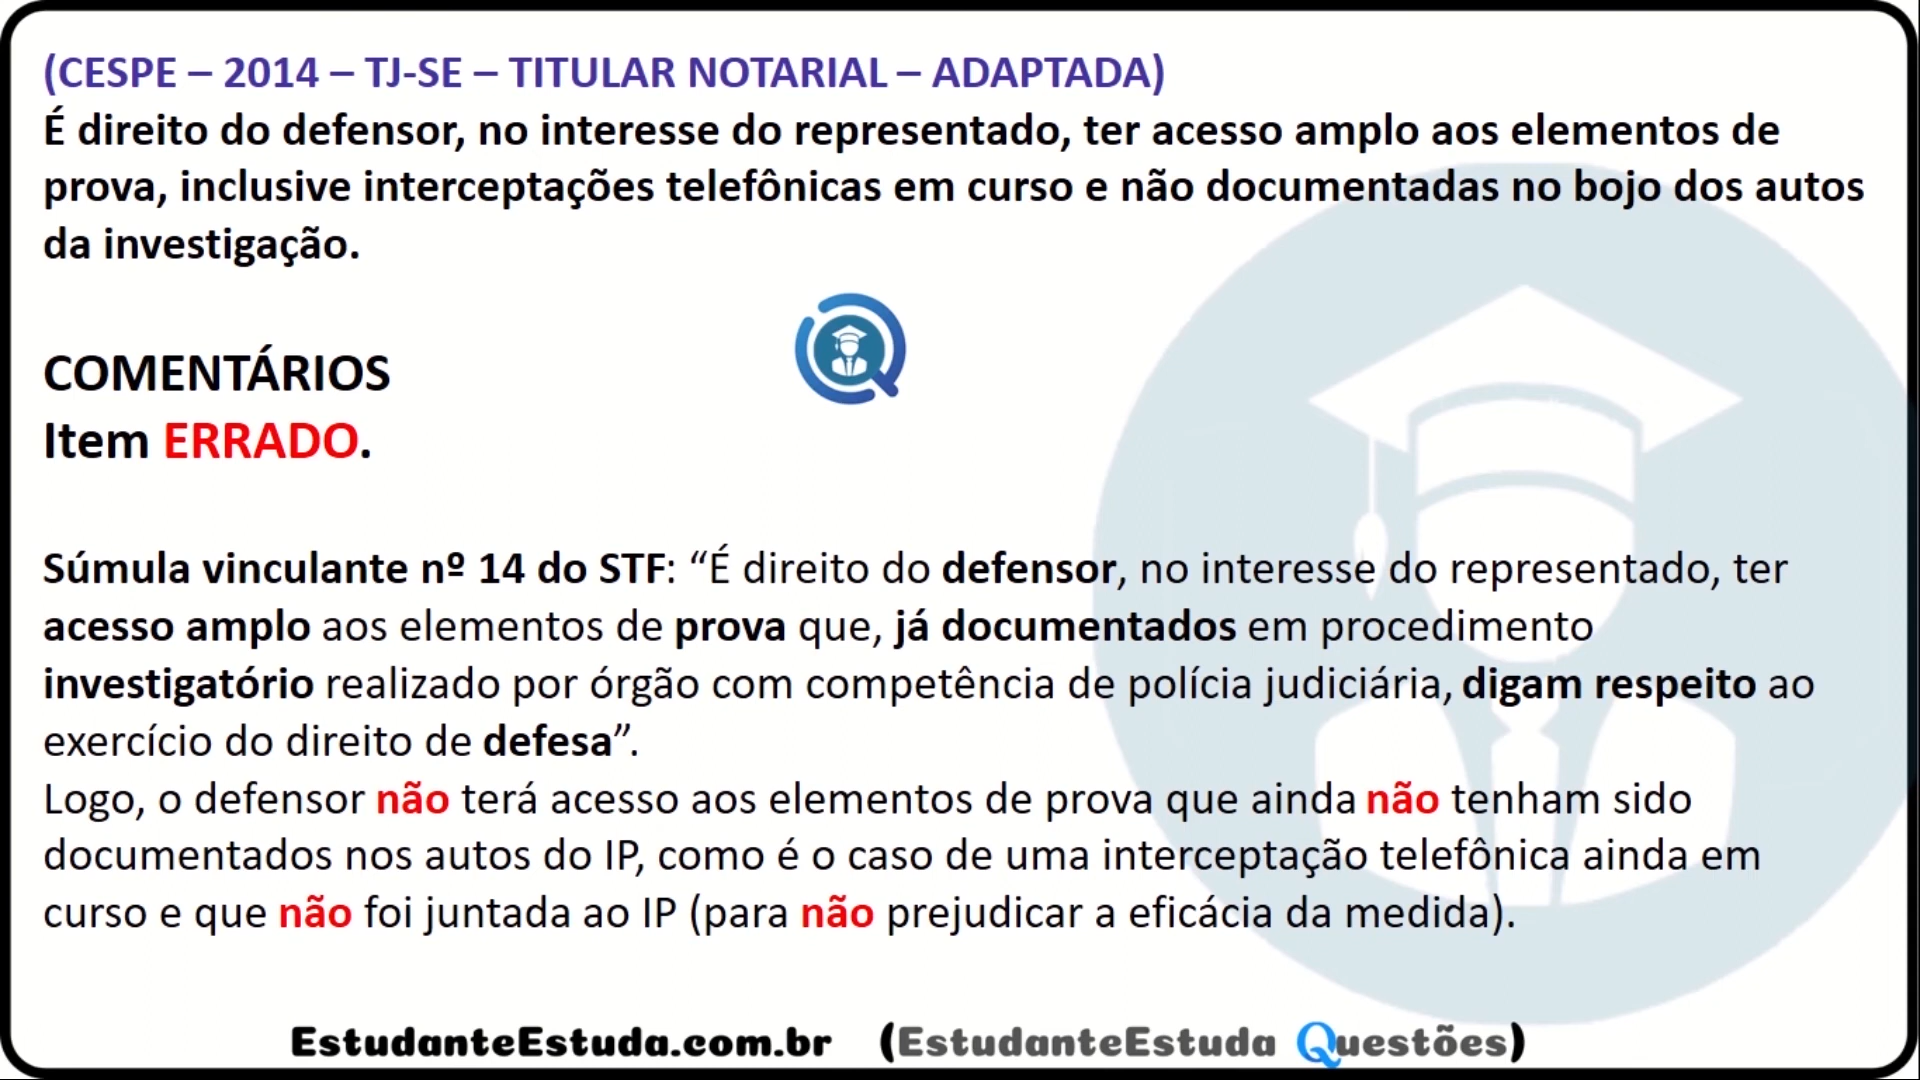 (CESPE – 2014 – TJ-SE – TITULAR NOTARIAL – ADAPTADA)
É direito do defensor, no interesse do representado, ter acesso amplo aos elementos de
prova, inclusive interceptações telefônicas em curso e não documentadas no bojo dos autos
da investigação.
COMENTÁRIOS
Item ERRADO.
Súmula vinculante nº 14 do STF: “É direito do defensor, no interesse do representado, ter
acesso amplo aos elementos de prova que, já documentados em procedimento
investigatório realizado por órgão com competência de polícia judiciária, digam respeito ao
exercício do direito de defesa”.
Logo, o defensor não terá acesso aos elementos de prova que ainda não tenham sido
documentados nos autos do IP, como é o caso de uma interceptação telefônica ainda em
curso e que não foi juntada ao IP (para não prejudicar a eficácia da medida).
EstudanteEstuda.com.br (EstudanteEstuda Questões)